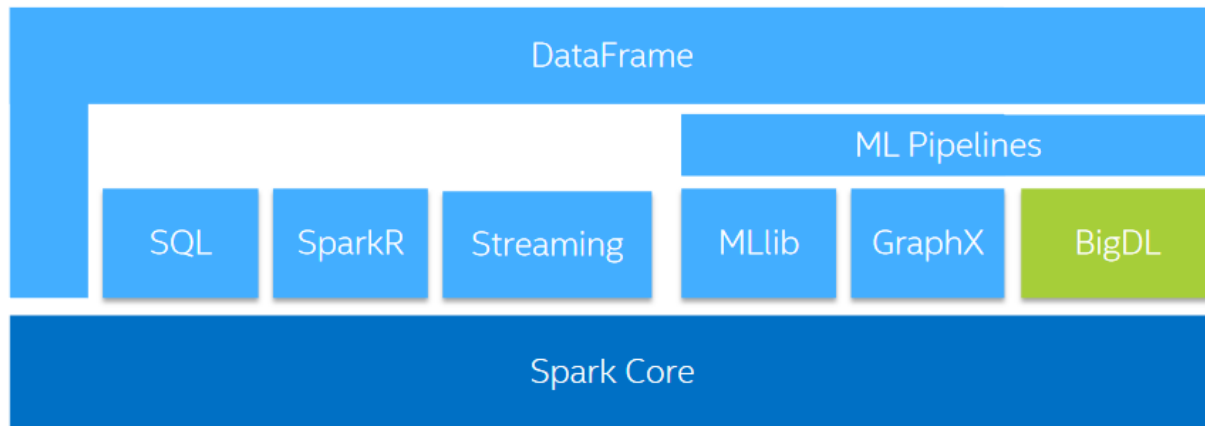 DataFrame
ML Pipelines
SQL
SparkR
Streaming
MLlib
GraphX
BigDL
Spark Core